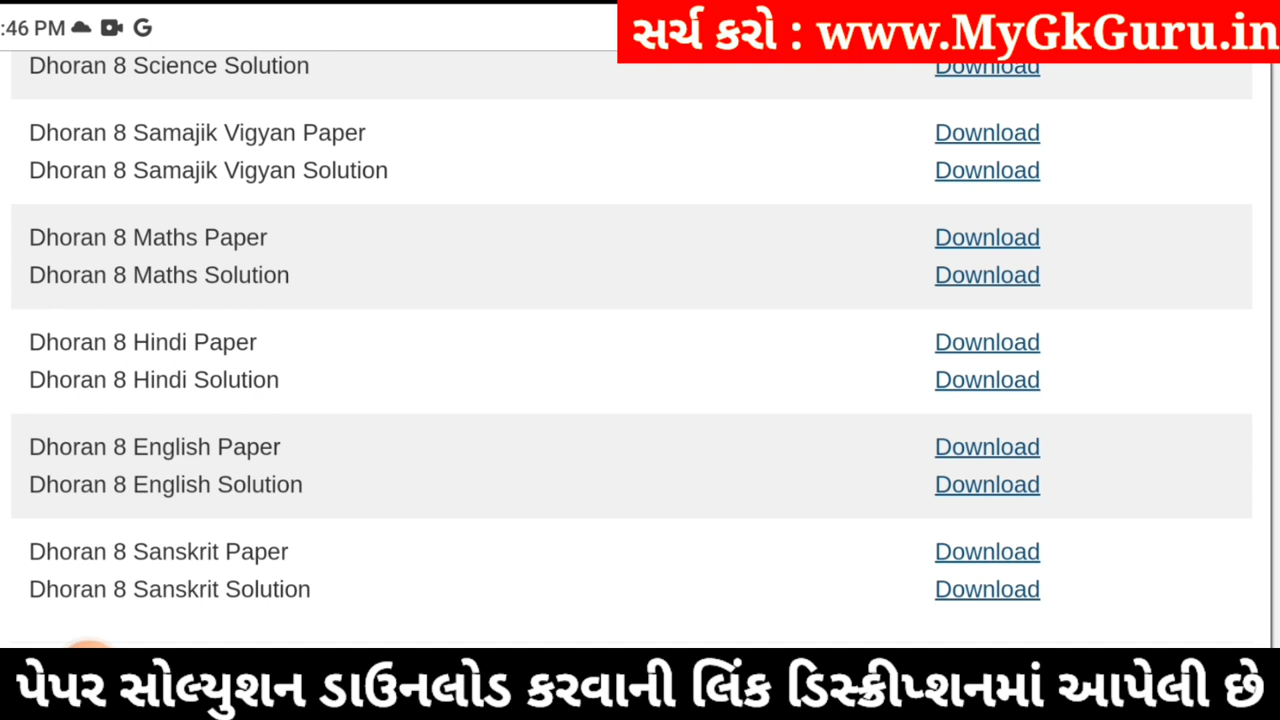 :46 PM
સર્ચ કરો : www.MyGkGuru.in
Dhoran 8 Science Solution Download
Dhoran 8 Samajik Vigyan Paper Download
Dhoran 8 Samajik Vigyan Solution Download
Dhoran 8 Maths Paper Download
Dhoran 8 Maths Solution Download
Dhoran 8 Hindi Paper Download
Dhoran 8 Hindi Solution Download
Dhoran 8 English Paper Download
Dhoran 8 English Solution Download
Dhoran 8 Sanskrit Paper Download
Dhoran 8 Sanskrit Solution Download
પેપર સોલ્યુશન ડાઉનલોડ કરવાની લિંક ડિસ્ક્રીપ્શનમાં આપેલી છે